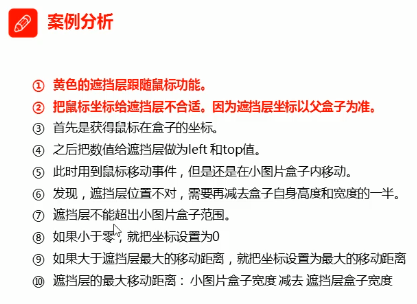 案例分析
① 黄色的遮挡层跟随鼠标功能。
② 把鼠标坐标给遮挡层不合适。因为遮挡层坐标以父盒子为准。
③ 首先是获得鼠标在盒子的坐标。
④ 之后把数值给遮挡层做为left 和top值。
⑤ 此时用到鼠标移动事件，但是还是在小图片盒子内移动。
⑥ 发现，遮挡层位置不对，需要再减去盒子自身高度和宽度的一半。
⑦ 遮挡层不能超出小图片盒子范围。
⑧ 如果小于零，就把坐标设置为0
⑨ 如果大于遮挡层最大的移动距离，就把坐标设置为最大的移动距离
⑩ 遮挡层的最大移动距离：小图片盒子宽度 减去 遮挡层盒子宽度